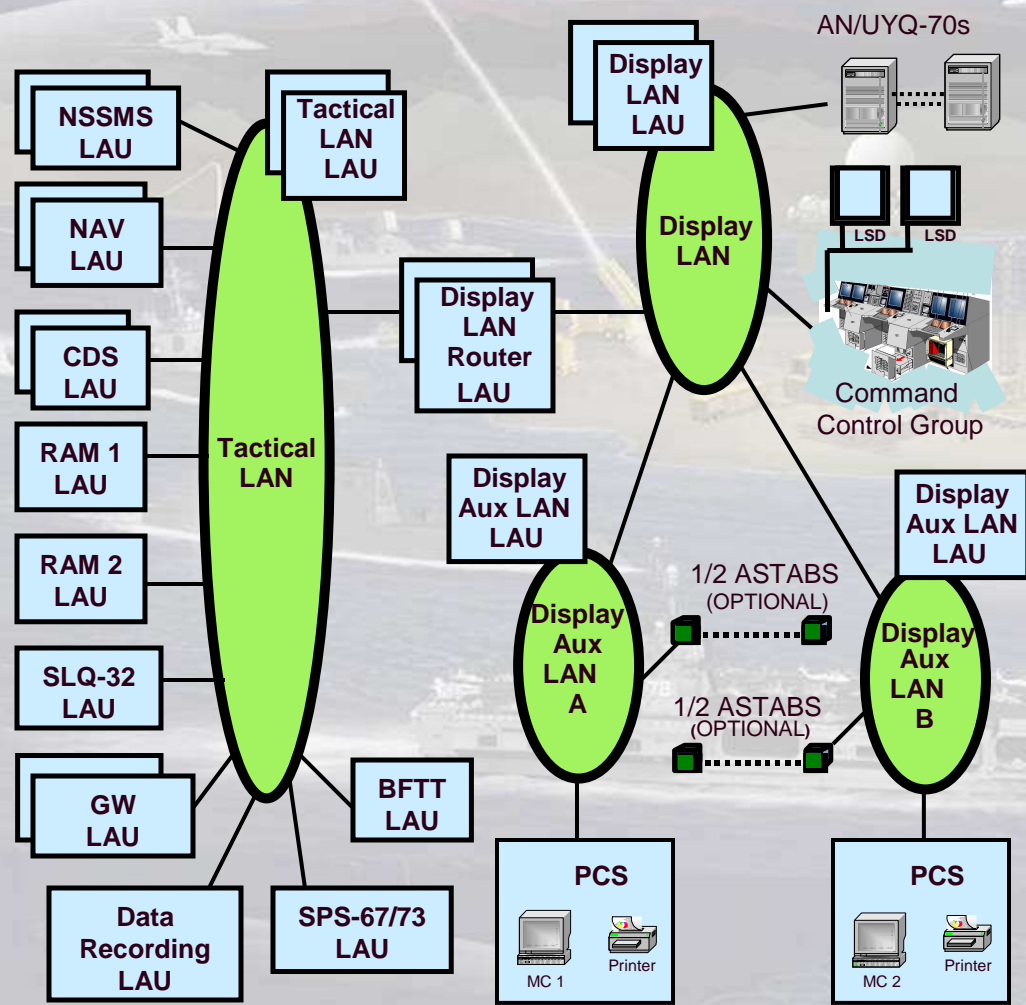 AN/UYQ-70s
NSSMS
LAU
Tactical
LAN
LAU
Display
LAN
LAU
NAV
LAU
Display
LAN
LSD
LSD
CDS
LAU
Display
LAN
Router
LAU
Command
Control Group
RAM 1
LAU
Tactical
LAN
Display
Aux LAN
LAU
Display
Aux LAN
LAU
RAM 2
LAU
1/2 ASTABS
(OPTIONAL)
Display
Aux
LAN
A
Display
Aux
LAN
B
SLQ-32
LAU
1/2 ASTABS
(OPTIONAL)
GW
LAU
BFTT
LAU
Data
Recording
LAU
SPS-67/73
LAU
PCS
MC 1
Printer
PCS
MC 2
Printer
78